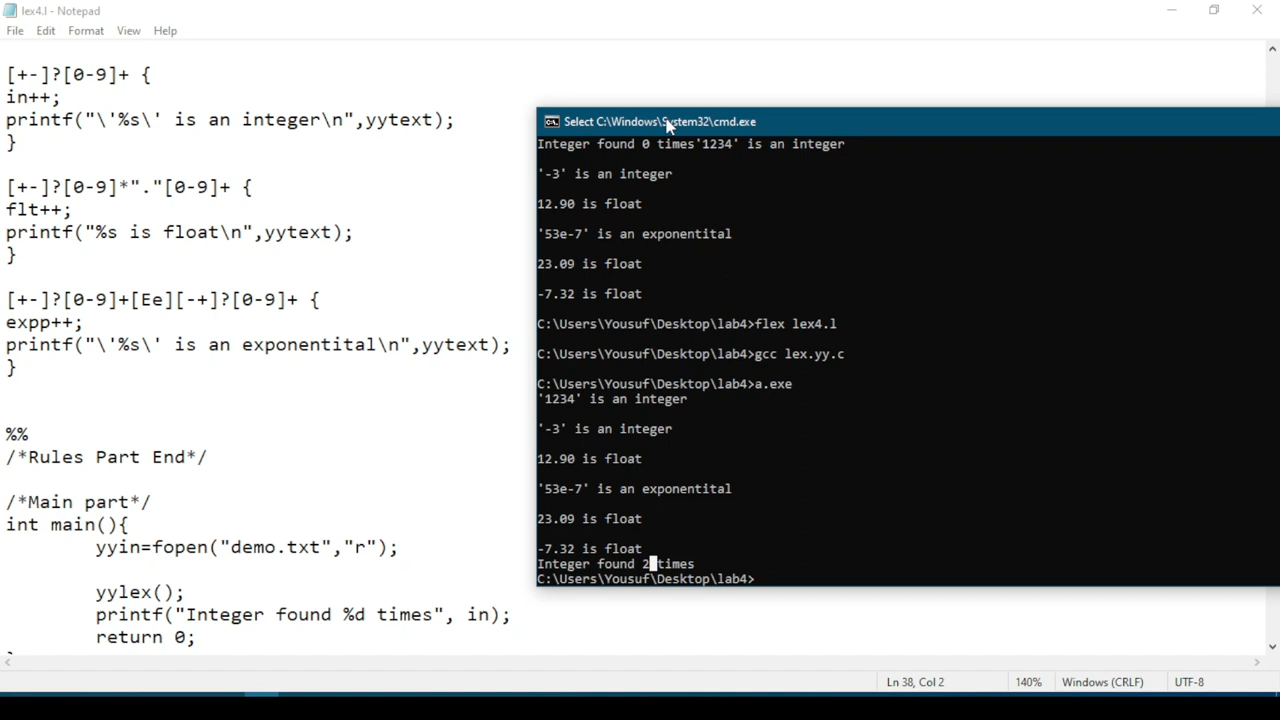 lex4.l - Notepad
File Edit Format View Help
[+-]?[0-9]+ {
in++;
printf("\'%s\' is an integer\n",yytext);
}
[+-]?[0-9]*"."[0-9]+ {
flt++;
printf("%s is float\n",yytext);
}
[+-]?[0-9]+[Ee][-+]?[0-9]+ {
expp++;
printf("\'%s\' is an exponentital\n",yytext);
}
%%
/*Rules Part End*/
/*Main part*/
int main(){
yyin=fopen("demo.txt","r");
yylex();
printf("Integer found %d times", in);
return 0;
Select C:\Windows\System32\cmd.exe
Integer found 0 times'1234' is an integer
'-3' is an integer
12.90 is float
'53e-7' is an exponentital
23.09 is float
-7.32 is float
C:\Users\Yousuf\Desktop\lab4>flex lex4.l
C:\Users\Yousuf\Desktop\lab4>gcc lex.yy.c
C:\Users\Yousuf\Desktop\lab4>a.exe
'1234' is an integer
'-3' is an integer
12.90 is float
'53e-7' is an exponentital
23.09 is float
-7.32 is float
Integer found 2 times
C:\Users\Yousuf\Desktop\lab4>
Ln 38, Col 2 140% Windows (CRLF) UTF-8